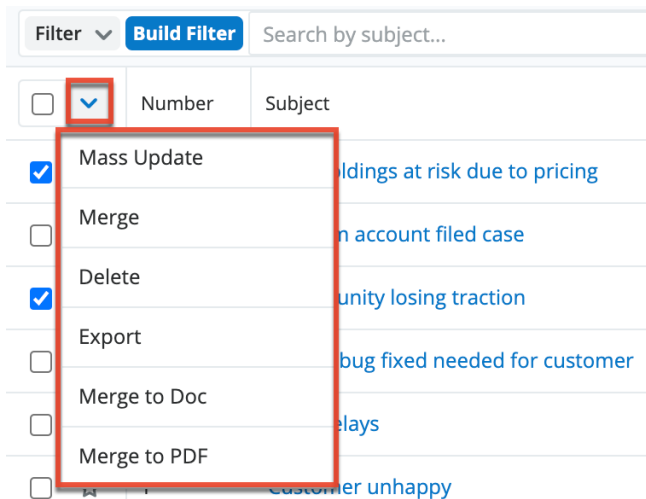 Filter Build Filter Search by subject...
Number Subject
Mass Update
ldings at risk due to pricing
Merge
account filed case
Delete
unity losing traction
Export
bug fixed needed for customer
Merge to Doc
elays
Merge to PDF
Customer unhappy